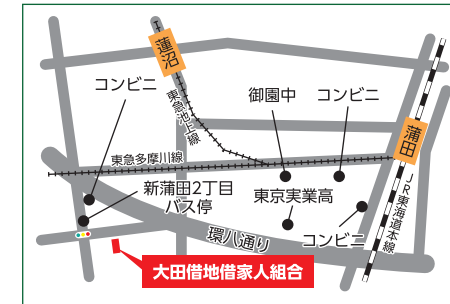 蓮沼
コンビニ
東急池上線
御園中
コンビニ
蒲田
東急多摩川線
新蒲田2丁目
バス停
東京実業高
JR東海道本線
環八通り
コンビニ
大田借地借家人組合